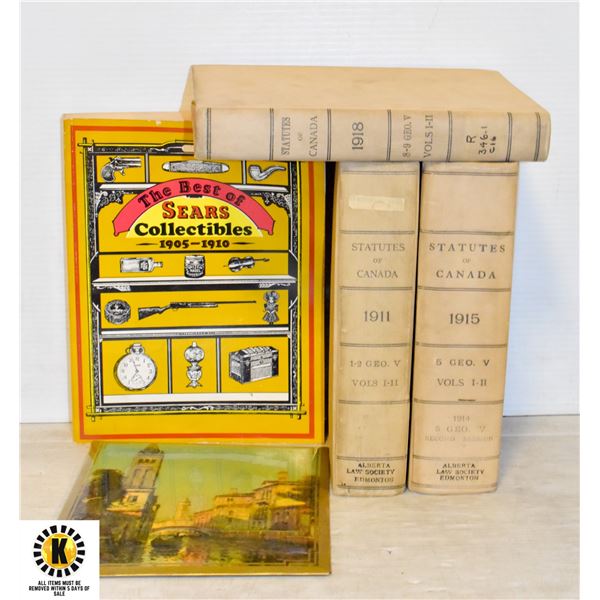 The Best of
SEARS
Collectibles
1905-1910
STATUTES
OF
CANADA
1918
8-9 GEO. V
VOLS I-II
R
346.1
C16
STATUTES
OF
CANADA
1911
1-2 GEO. V
VOLS I-II
ALBERTA
LAW SOCIETY
EDMONTON
STATUTES
OF
CANADA
1915
5 GEO. V
VOLS I-II
1914
5 GEO. V
SECOND SESSION
ALBERTA
LAW SOCIETY
EDMONTON
K
ALL ITEMS MUST BE
REMOVED WITHIN 5 DAYS OF
SALE